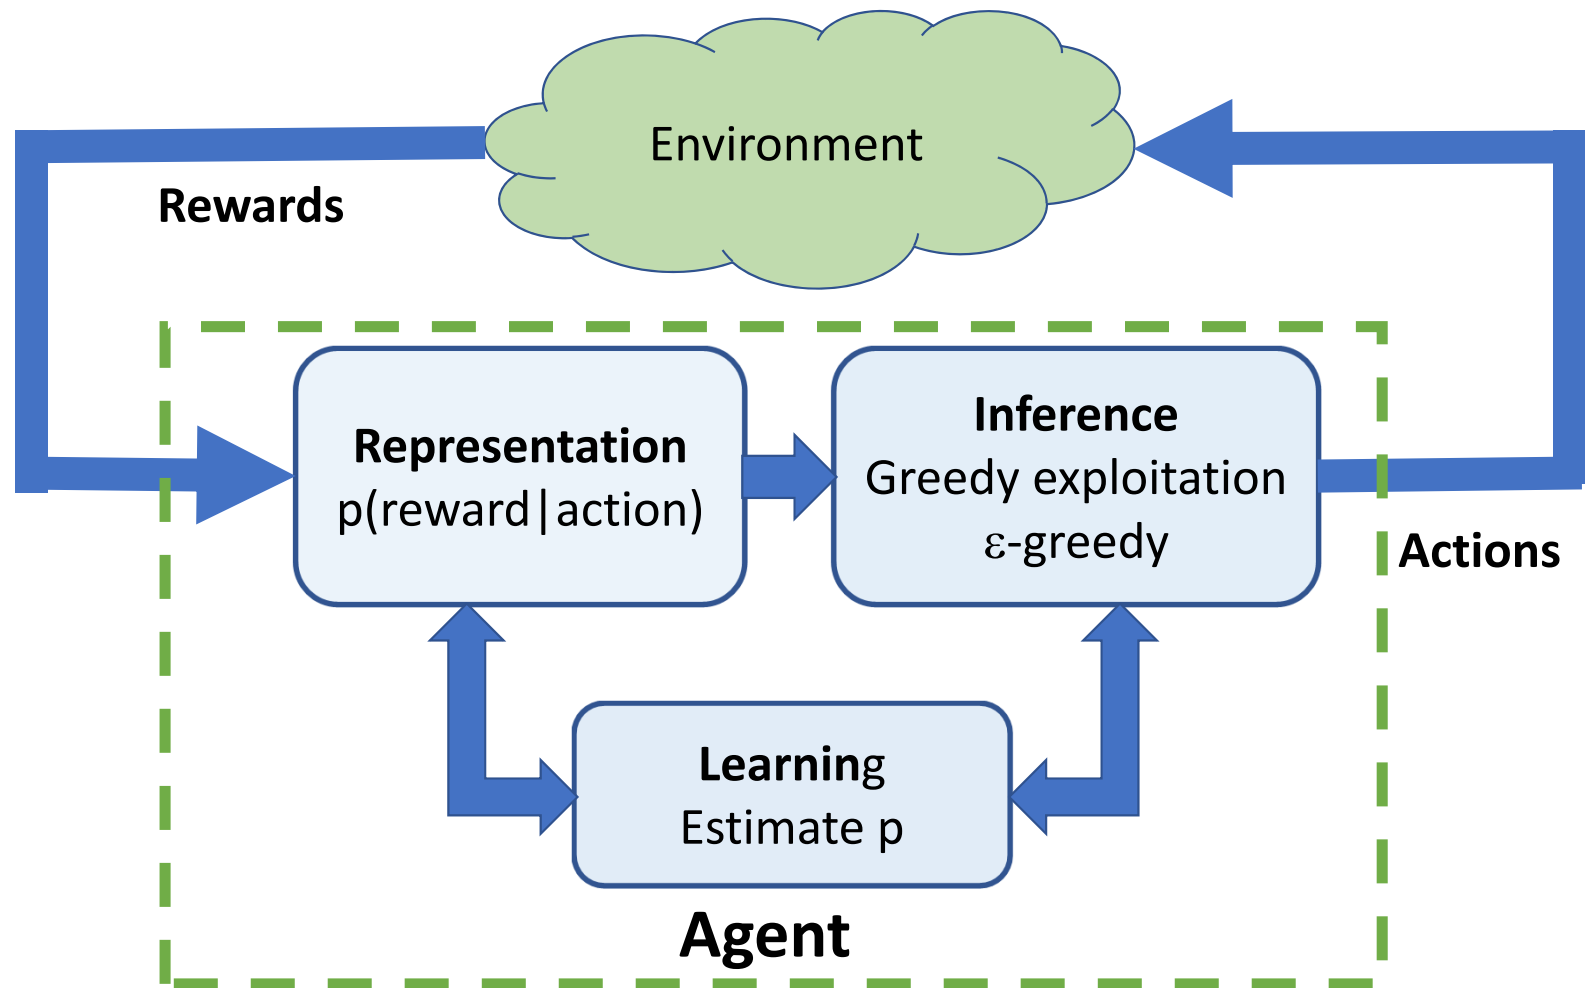 Environment
Rewards
Representation
p(reward|action)
Inference
Greedy exploitation
ε-greedy
Actions
Learning
Estimate p
Agent